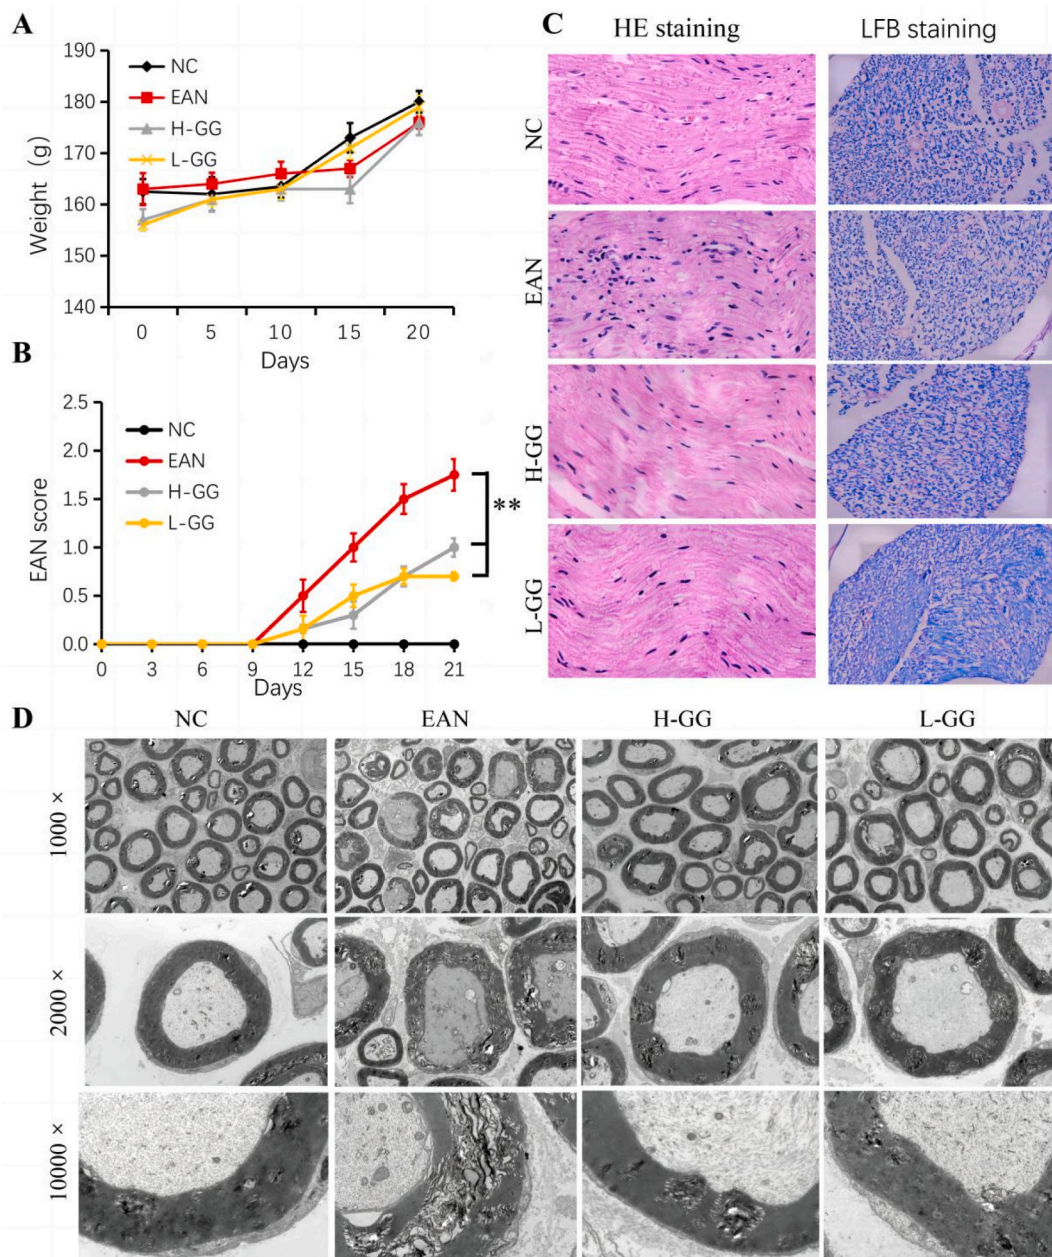 A
190
180
170
160
150
140
Weight (g)
NC
EAN
H-GG
L-GG
0 5 10 15 20
Days
B
2.5
2.0
1.5
1.0
0.5
0.0
EAN score
NC
EAN
H-GG
L-GG
**
0 3 6 9 12 15 18 21
Days
C
HE staining LFB staining
NC
EAN
H-GG
L-GG
D
NC EAN H-GG L-GG
1000 ×
2000 ×
10000 ×